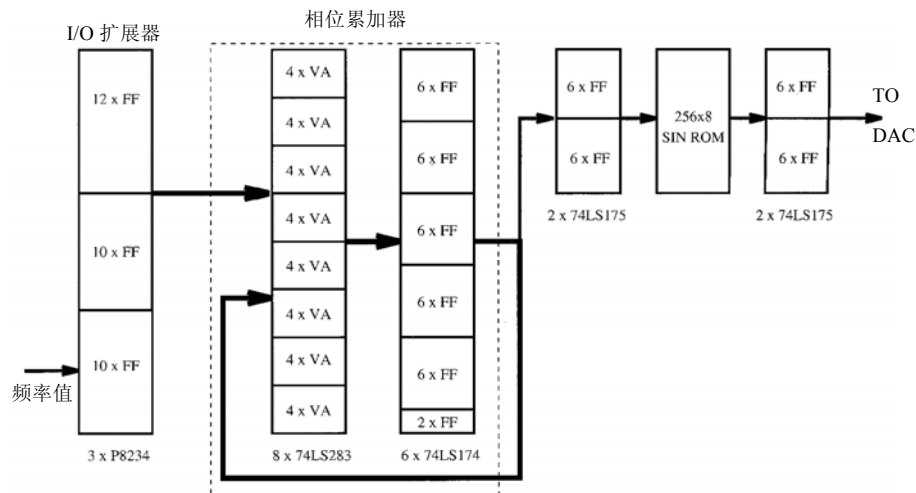 相位累加器
I/O 扩展器
12 x FF
10 x FF
10 x FF
频率值
3 x P8234
4 x VA
4 x VA
4 x VA
4 x VA
4 x VA
4 x VA
4 x VA
4 x VA
8 x 74LS283
6 x FF
6 x FF
6 x FF
6 x FF
6 x FF
2 x FF
6 x 74LS174
6 x FF
6 x FF
2 x 74LS175
256x8
SIN ROM
6 x FF
6 x FF
2 x 74LS175
TO
DAC